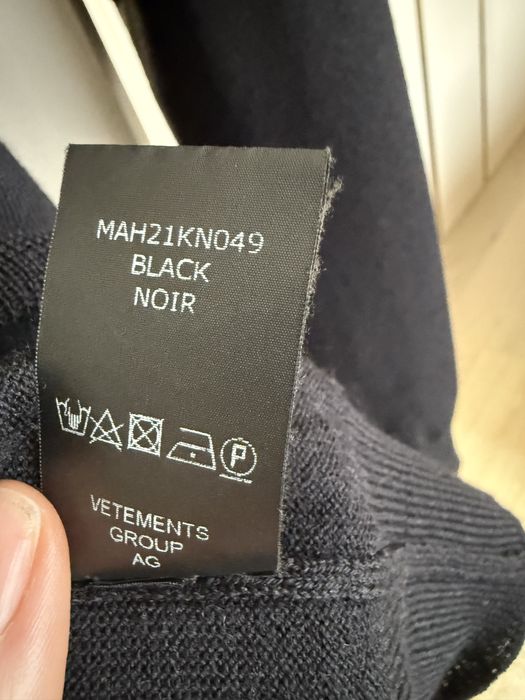 MAH21KN049
BLACK
NOIR
P
VETEMENTS
GROUP
AG